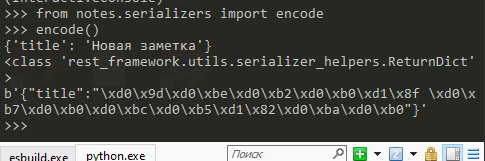 >>> from notes.serializers import encode
>>> encode()
{'title': 'Новая заметка'}
<class 'rest_framework.utils.serializer_helpers.ReturnDict'
>
b'{"title":"\xd0\x9d\xd0\xbe\xd0\xb2\xd0\xb0\xd1\x8f \xd0\x
b7\xd0\xb0\xd0\xbc\xd0\xb5\xd1\x82\xd0\xba\xd0\xb0"}'
>>>
esbuild.exe python.exe Поиск